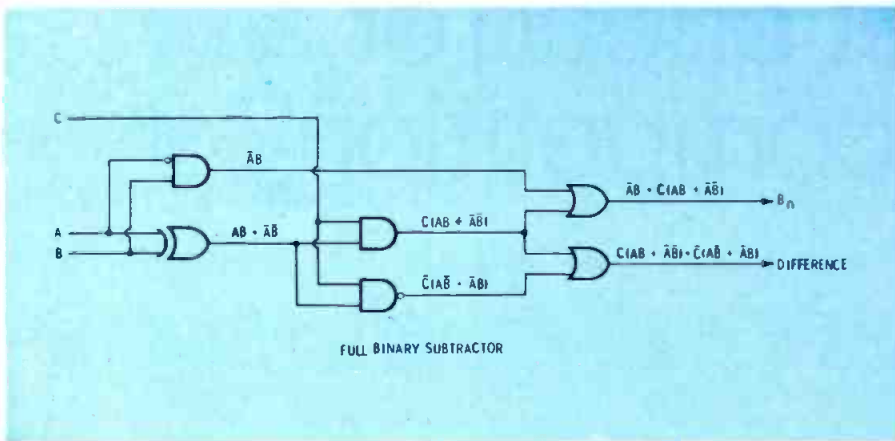 C
ĀB
ĀB + C(AB + ĀB̄)
Bn
A
B
AB + ĀB̄
C(AB + ĀB̄)
C(AB + ĀB̄) + C̄(AB̄ + ĀB)
DIFFERENCE
C̄(AB̄ + ĀB)
FULL BINARY SUBTRACTOR